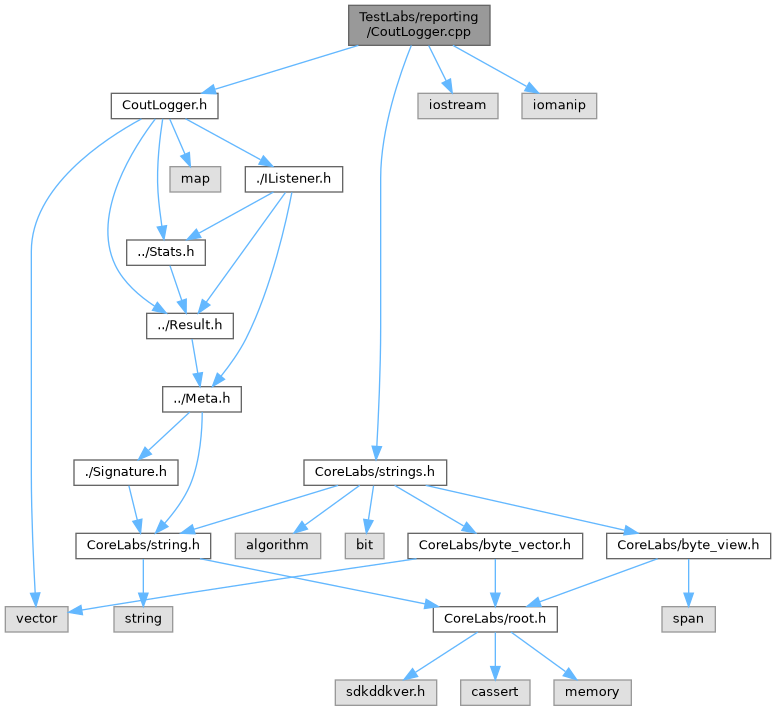 TestLabs/reporting
/CoutLogger.cpp
CoutLogger.h
iostream
iomanip
map
./IListener.h
../Stats.h
../Result.h
../Meta.h
./Signature.h
CoreLabs/strings.h
CoreLabs/string.h
algorithm
bit
CoreLabs/byte_vector.h
CoreLabs/byte_view.h
vector
string
CoreLabs/root.h
span
sdkddkver.h
cassert
memory